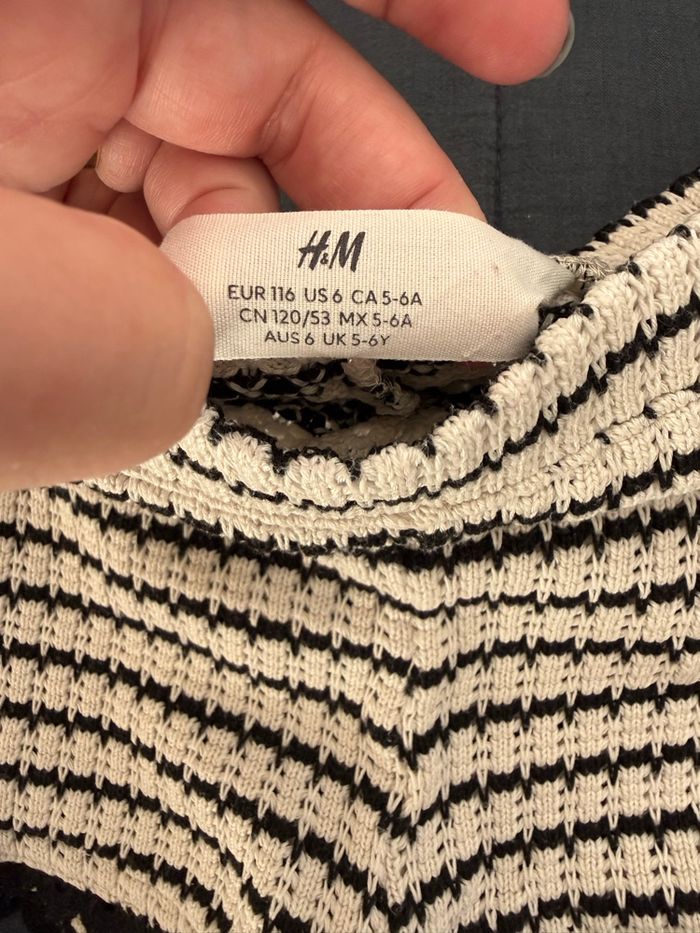 H&M
EUR 116 US 6 CA 5-6A
CN 120/53 MX 5-6A
AUS 6 UK 5-6Y